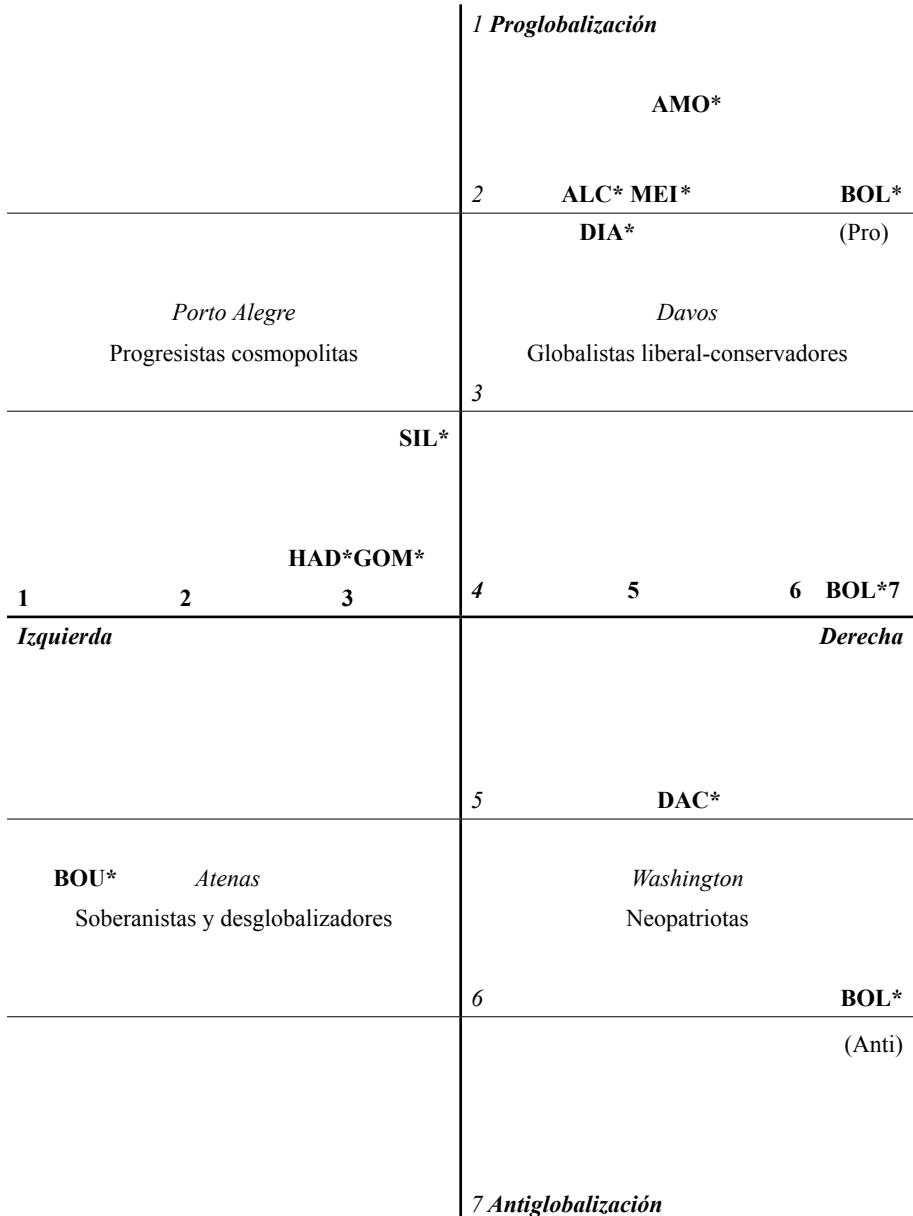 1 Proglobalización
AMO*
2 ALC* MEI* BOL*
DIA* (Pro)
Porto Alegre Davos
Progresistas cosmopolitas Globalistas liberal-conservadores
3
SIL*
HAD*GOM*
1 2 3 4 5 6 BOL*7
Izquierda Derecha
5 DAC*
BOU* Atenas Washington
Soberanistas y desglobalizadores Neopatriotas
6 BOL*
(Anti)
7 Antiglobalización